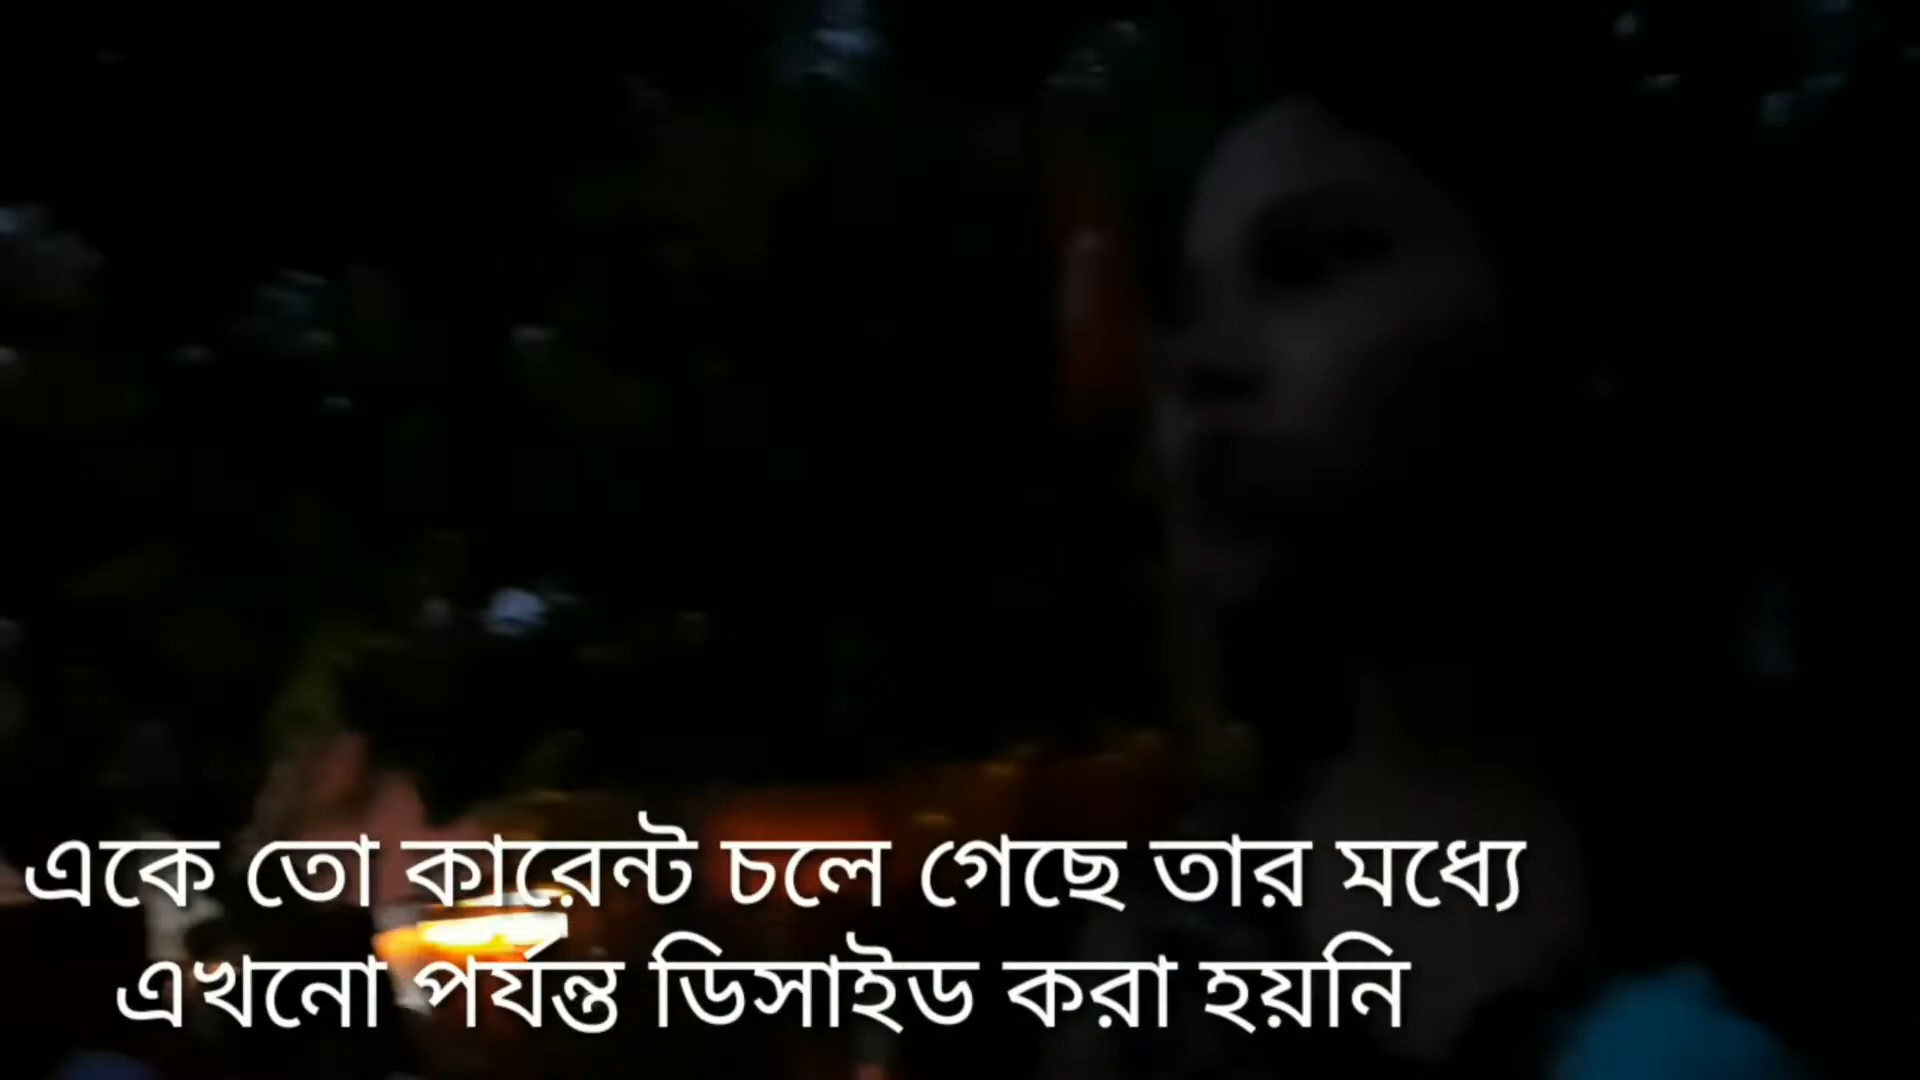 একে তো কারেন্ট চলে গেছে তার মধ্যে
এখনো পর্যন্ত ডিসাইড করা হয়নি